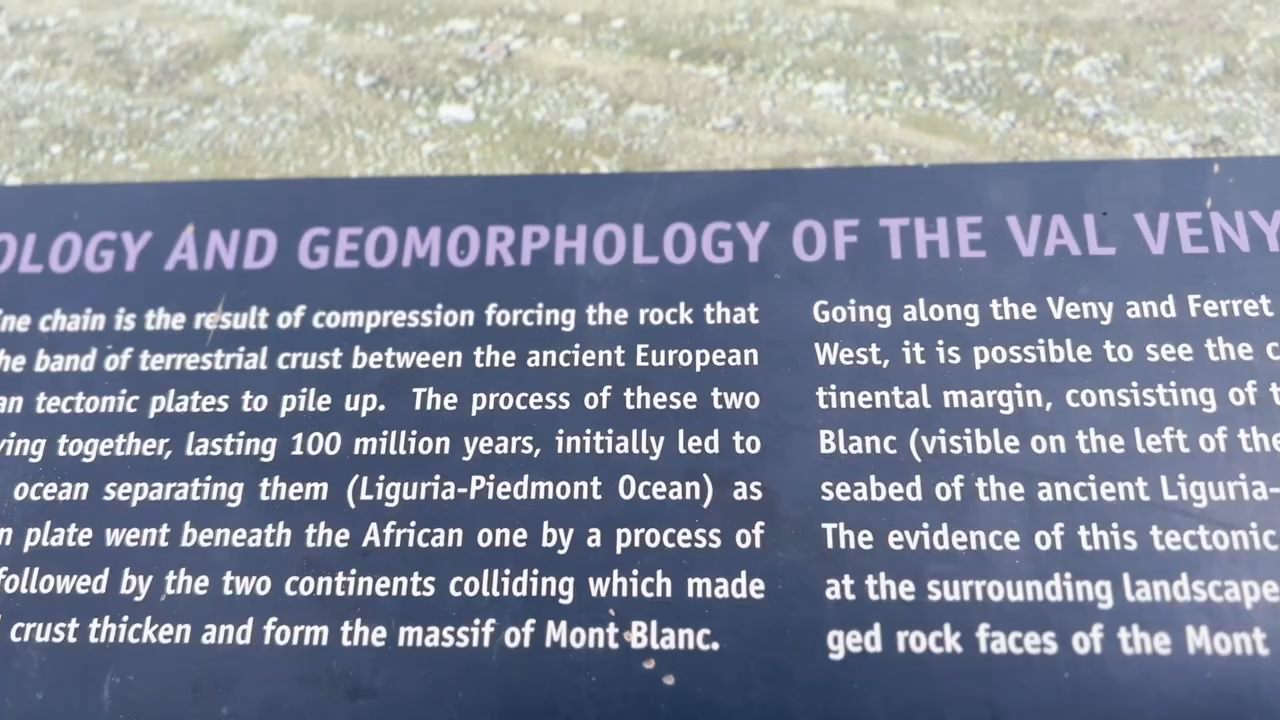 OLOGY AND GEOMORPHOLOGY OF THE VAL VENY
ine chain is the result of compression forcing the rock that
he band of terrestrial crust between the ancient European
an tectonic plates to pile up. The process of these two
ving together, lasting 100 million years, initially led to
ocean separating them (Liguria-Piedmont Ocean) as
n plate went beneath the African one by a process of
followed by the two continents colliding which made
crust thicken and form the massif of Mont Blanc.
Going along the Veny and Ferret
West, it is possible to see the c
tinental margin, consisting of t
Blanc (visible on the left of the
seabed of the ancient Liguria-
The evidence of this tectonic
at the surrounding landscape
ged rock faces of the Mont